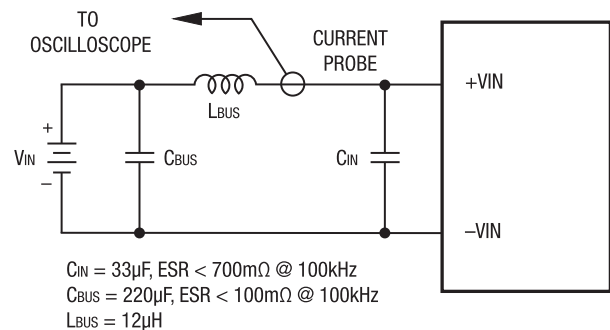 TO
OSCILLOSCOPE
CURRENT
PROBE
LBUS
+VIN
+
VIN
–
CBUS
CIN
–VIN
CIN = 33µF, ESR < 700mΩ @ 100kHz
CBUS = 220µF, ESR < 100mΩ @ 100kHz
LBUS = 12µH